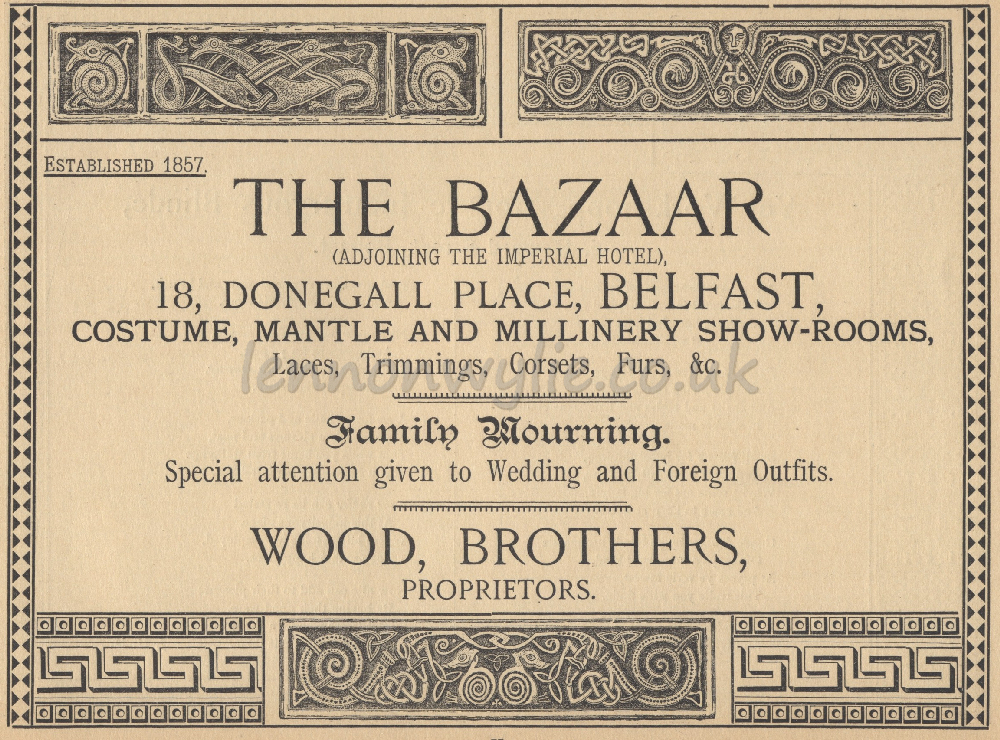 ESTABLISHED 1857.
THE BAZAAR
(ADJOINING THE IMPERIAL HOTEL),
18, DONEGALL PLACE, BELFAST,
COSTUME, MANTLE AND MILLINERY SHOW-ROOMS,
Laces, Trimmings, Corsets, Furs, &c.
lennonwylie.co.uk
Family Mourning.
Special attention given to Wedding and Foreign Outfits.
WOOD, BROTHERS,
PROPRIETORS.